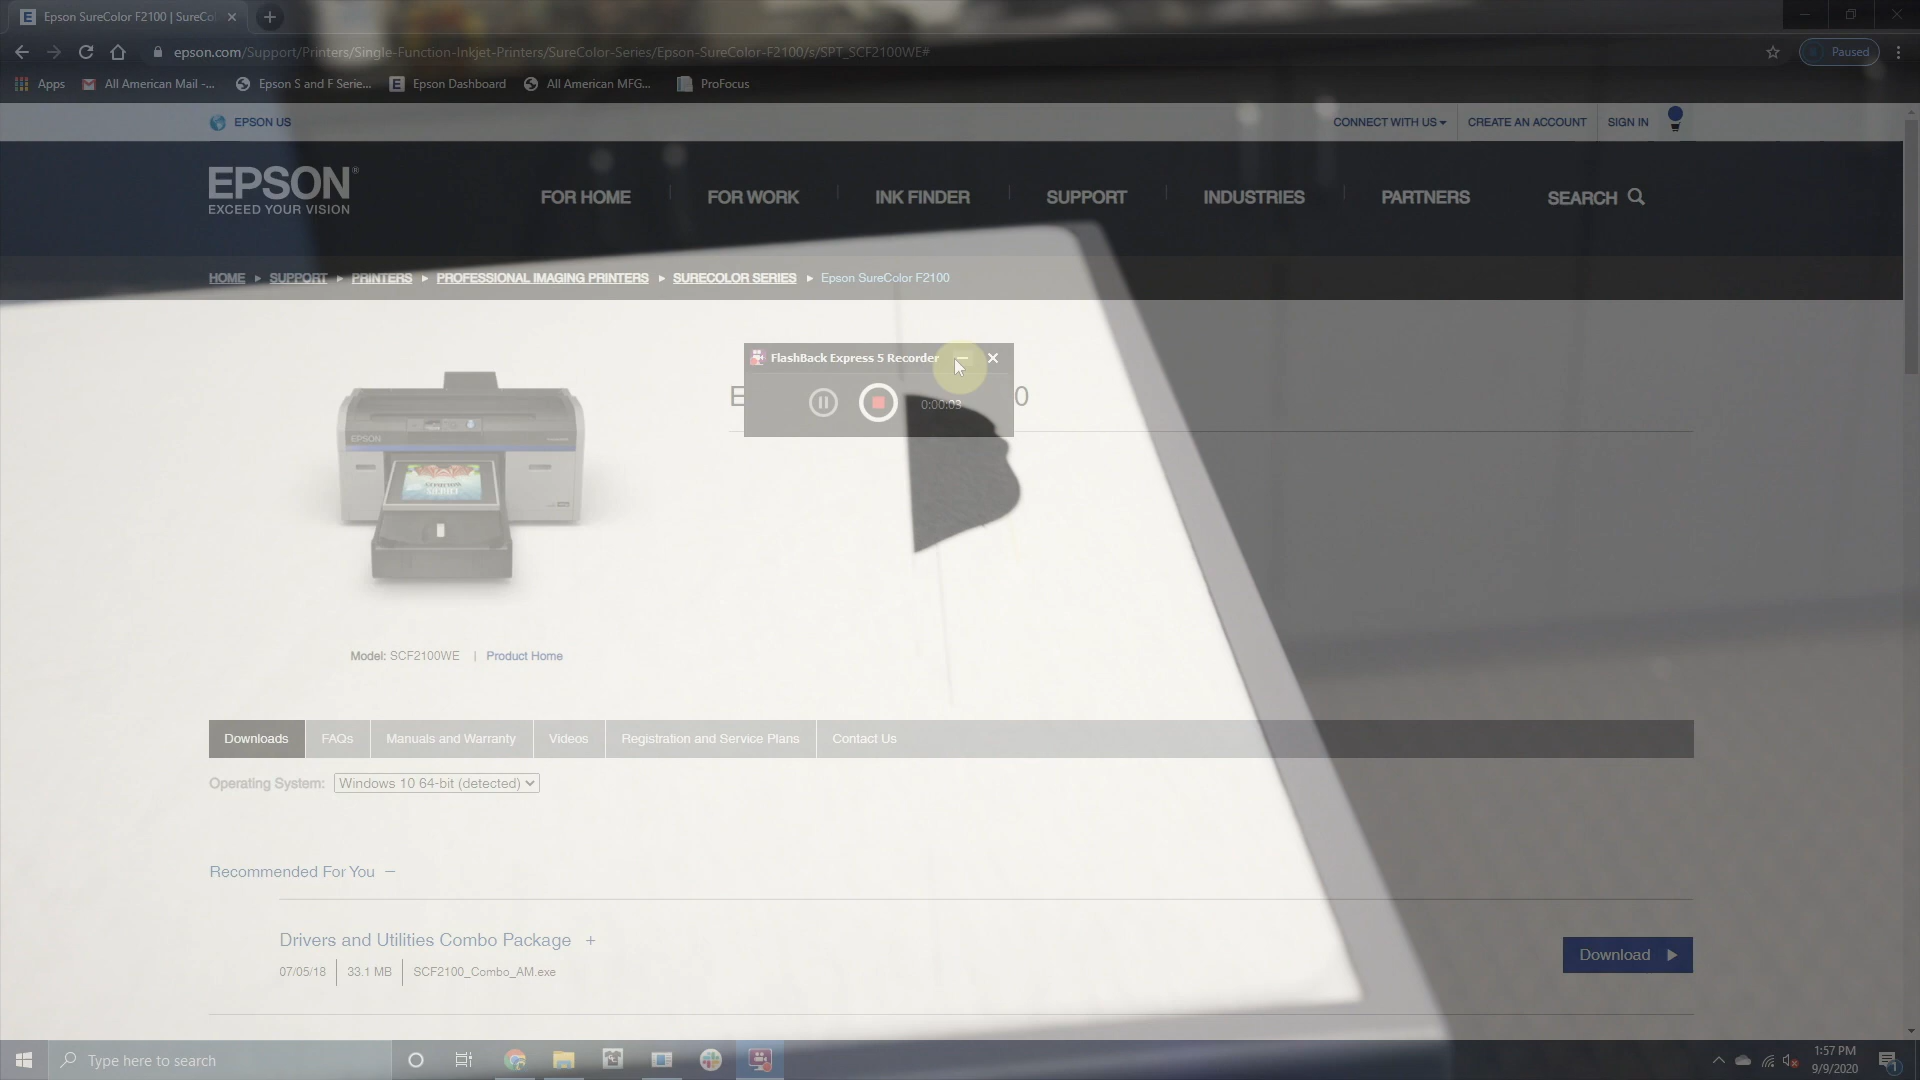 Epson SureColor F2100 | SureCol
epson.com/Support/Printers/Single-Function-Inkjet-Printers/SureColor-Series/Epson-SureColor-F2100/s/SPT_SCF2100WE#
Paused
Apps
All American Mail -...
Epson S and F Serie...
Epson Dashboard
All American MFG...
ProFocus
EPSON US
CONNECT WITH US
CREATE AN ACCOUNT
SIGN IN
EPSON®
EXCEED YOUR VISION
FOR HOME
FOR WORK
INK FINDER
SUPPORT
INDUSTRIES
PARTNERS
SEARCH
HOME ▸ SUPPORT ▸ PRINTERS ▸ PROFESSIONAL IMAGING PRINTERS ▸ SURECOLOR SERIES ▸ Epson SureColor F2100
FlashBack Express 5 Recorder
0:00:03
E
0
EPSON
Model: SCF2100WE | Product Home
Downloads
FAQs
Manuals and Warranty
Videos
Registration and Service Plans
Contact Us
Operating System: Windows 10 64-bit (detected)
Recommended For You −
Drivers and Utilities Combo Package +
07/05/18 | 33.1 MB | SCF2100_Combo_AM.exe
Download
Type here to search
1:57 PM
9/9/2020
1